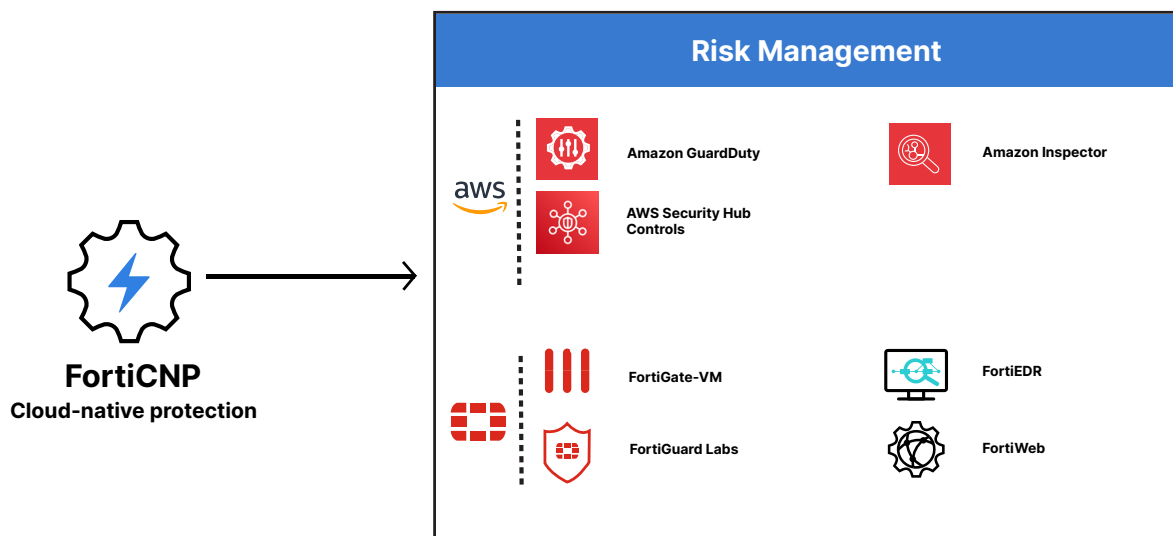 Risk Management
aws
Amazon GuardDuty
Amazon Inspector
AWS Security Hub
Controls
FortiCNP
Cloud-native protection
FortiGate-VM
FortiEDR
FortiGuard Labs
FortiWeb